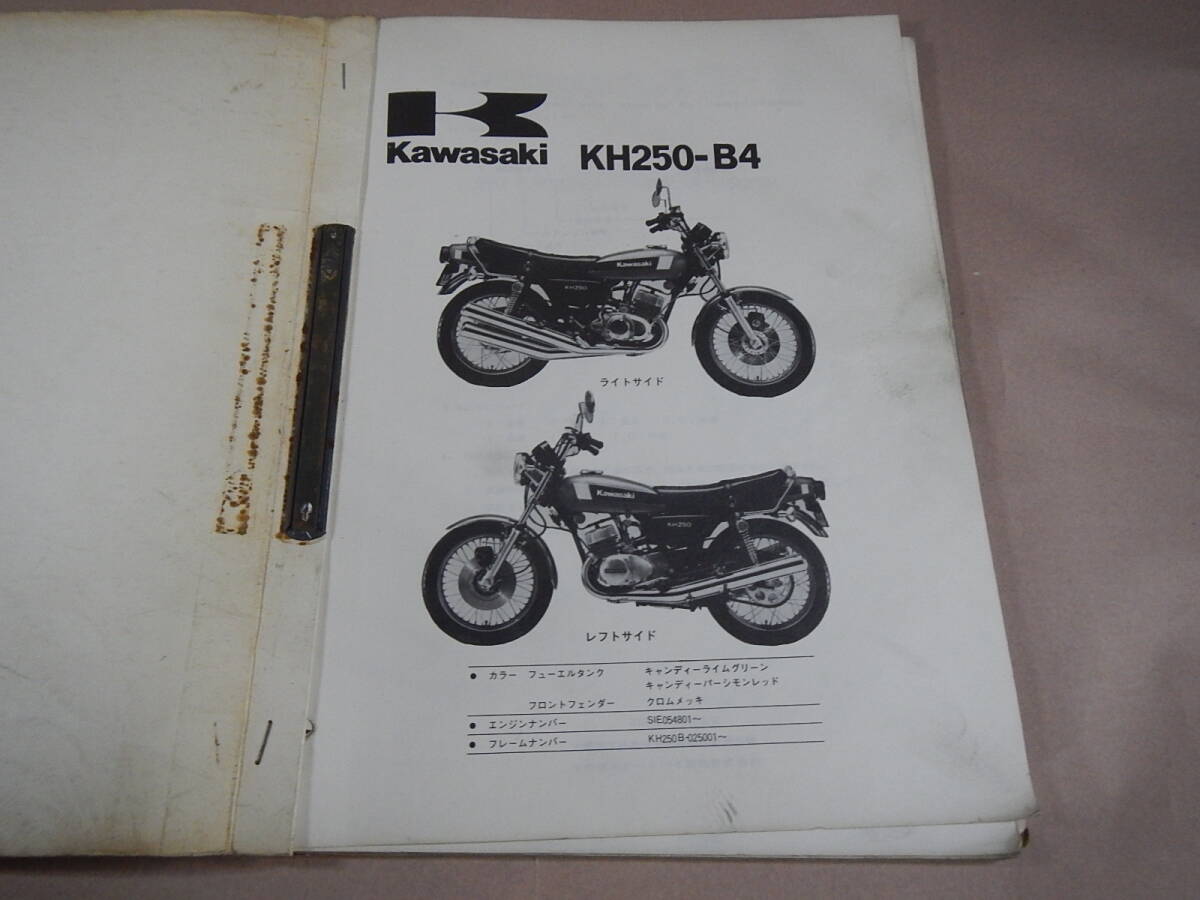 Kawasaki KH250-B4
Kawasaki
KH250
ライトサイド
Kawasaki
KH250
レフトサイド
● カラー フューエルタンク キャンディーライムグリーン
キャンディーパーシモンレッド
フロントフェンダー クロムメッキ
● エンジンナンバー SIE054801～
● フレームナンバー KH250B-025001～